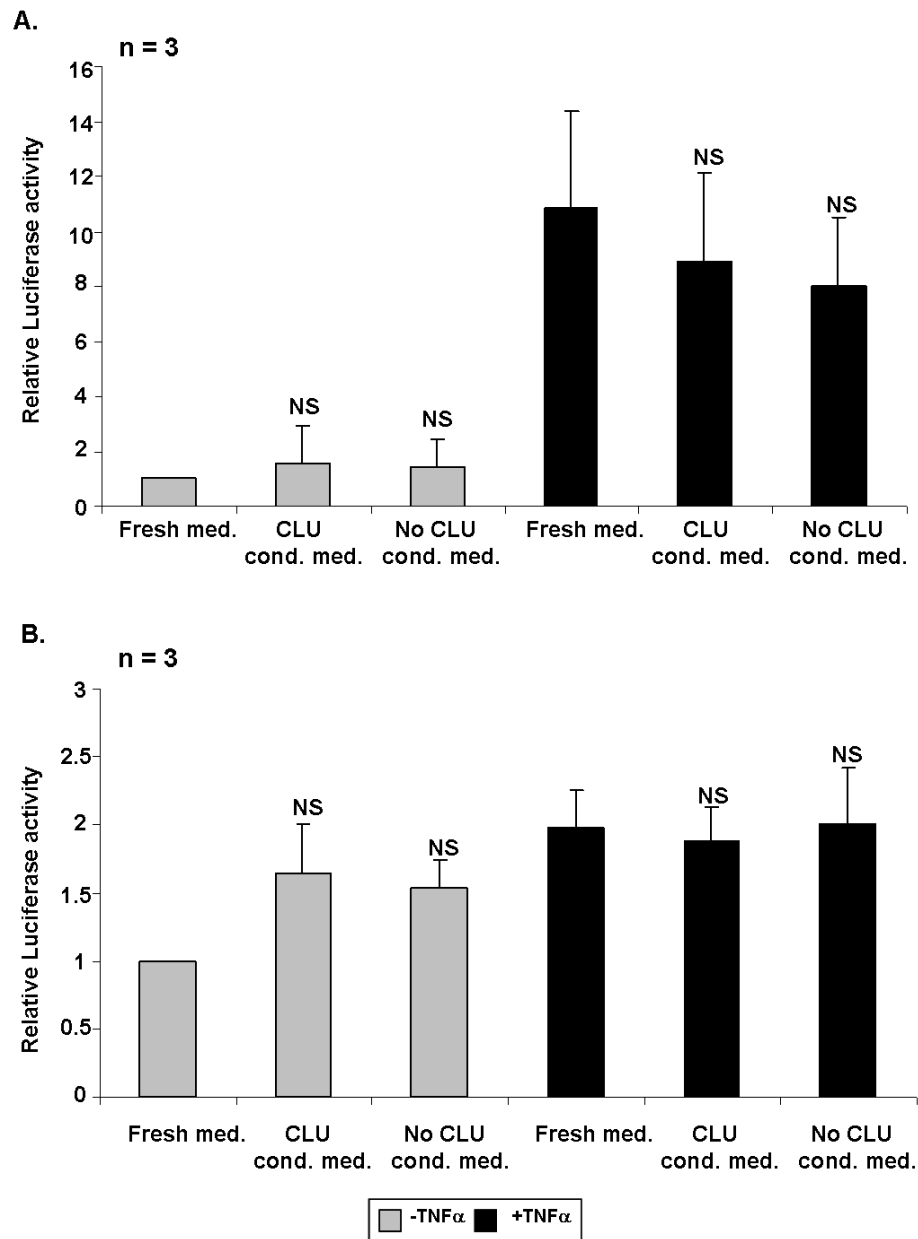 A.
n = 3
Relative Luciferase activity
16
14
12
10
8
6
4
2
0
NS
NS
NS
NS
Fresh med.
CLU
cond. med.
No CLU
cond. med.
Fresh med.
CLU
cond. med.
No CLU
cond. med.
B.
n = 3
Relative Luciferase activity
3
2.5
2
1.5
1
0.5
0
NS
NS
NS
NS
Fresh med.
CLU
cond. med.
No CLU
cond. med.
Fresh med.
CLU
cond. med.
No CLU
cond. med.
-TNFα +TNFα